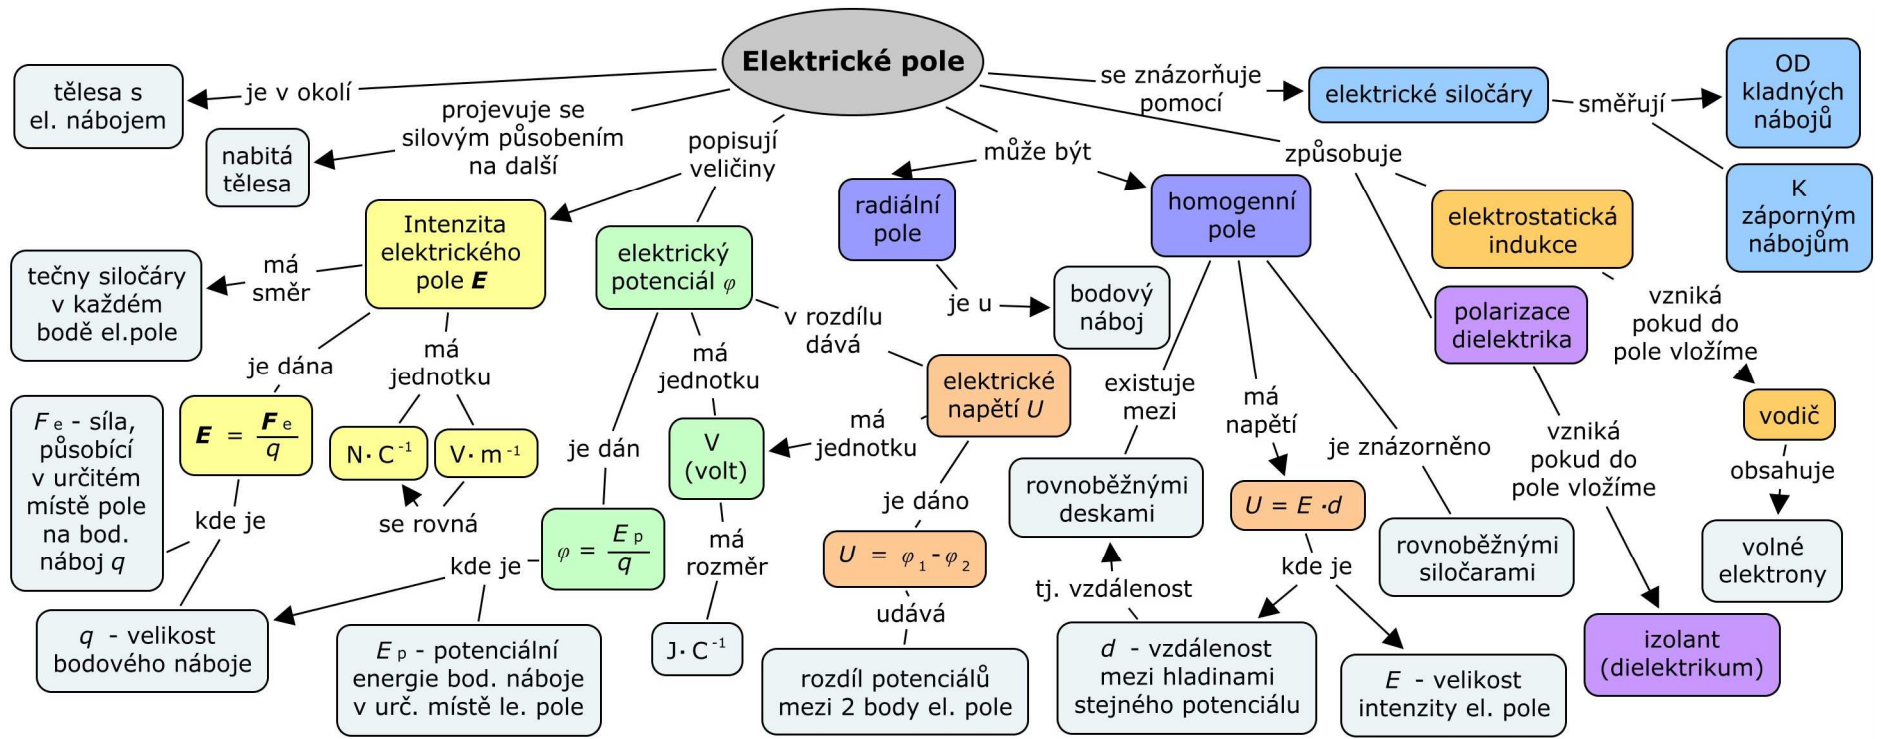 Elektrické pole
je v okolí
tělesa s
el. nábojem
projevuje se
silovým působením
na další
nabitá
tělesa
popisují
veličiny
Intenzita
elektrického
pole E
má
směr
tečny siločáry
v každém
bodě el.pole
je dána
E = F e / q
kde je
F e - síla,
působící
v určitém
místě pole
na bod.
náboj q
q - velikost
bodového náboje
má
jednotku
N· C⁻¹
V· m⁻¹
se rovná
elektrický
potenciál φ
je dán
φ = E p / q
kde je
E p - potenciální
energie bod. náboje
v urč. místě le. pole
má
jednotku
V
(volt)
má
rozměr
J· C⁻¹
v rozdílu
dává
elektrické
napětí U
má
jednotku
je dáno
U = φ 1 - φ 2
udává
rozdíl potenciálů
mezi 2 body el. pole
může být
radiální
pole
je u
bodový
náboj
homogenní
pole
existuje
mezi
rovnoběžnými
deskami
má
napětí
U = E ·d
kde je
d - vzdálenost
mezi hladinami
stejného potenciálu
tj. vzdálenost
E - velikost
intenzity el. pole
je znázorněno
rovnoběžnými
siločarami
se znázorňuje
pomocí
elektrické siločáry
směřují
OD
kladných
nábojů
K
záporným
nábojům
způsobuje
elektrostatická
indukce
vzniká
pokud do
pole vložíme
vodič
obsahuje
volné
elektrony
polarizace
dielektrika
vzniká
pokud do
pole vložíme
izolant
(dielektrikum)